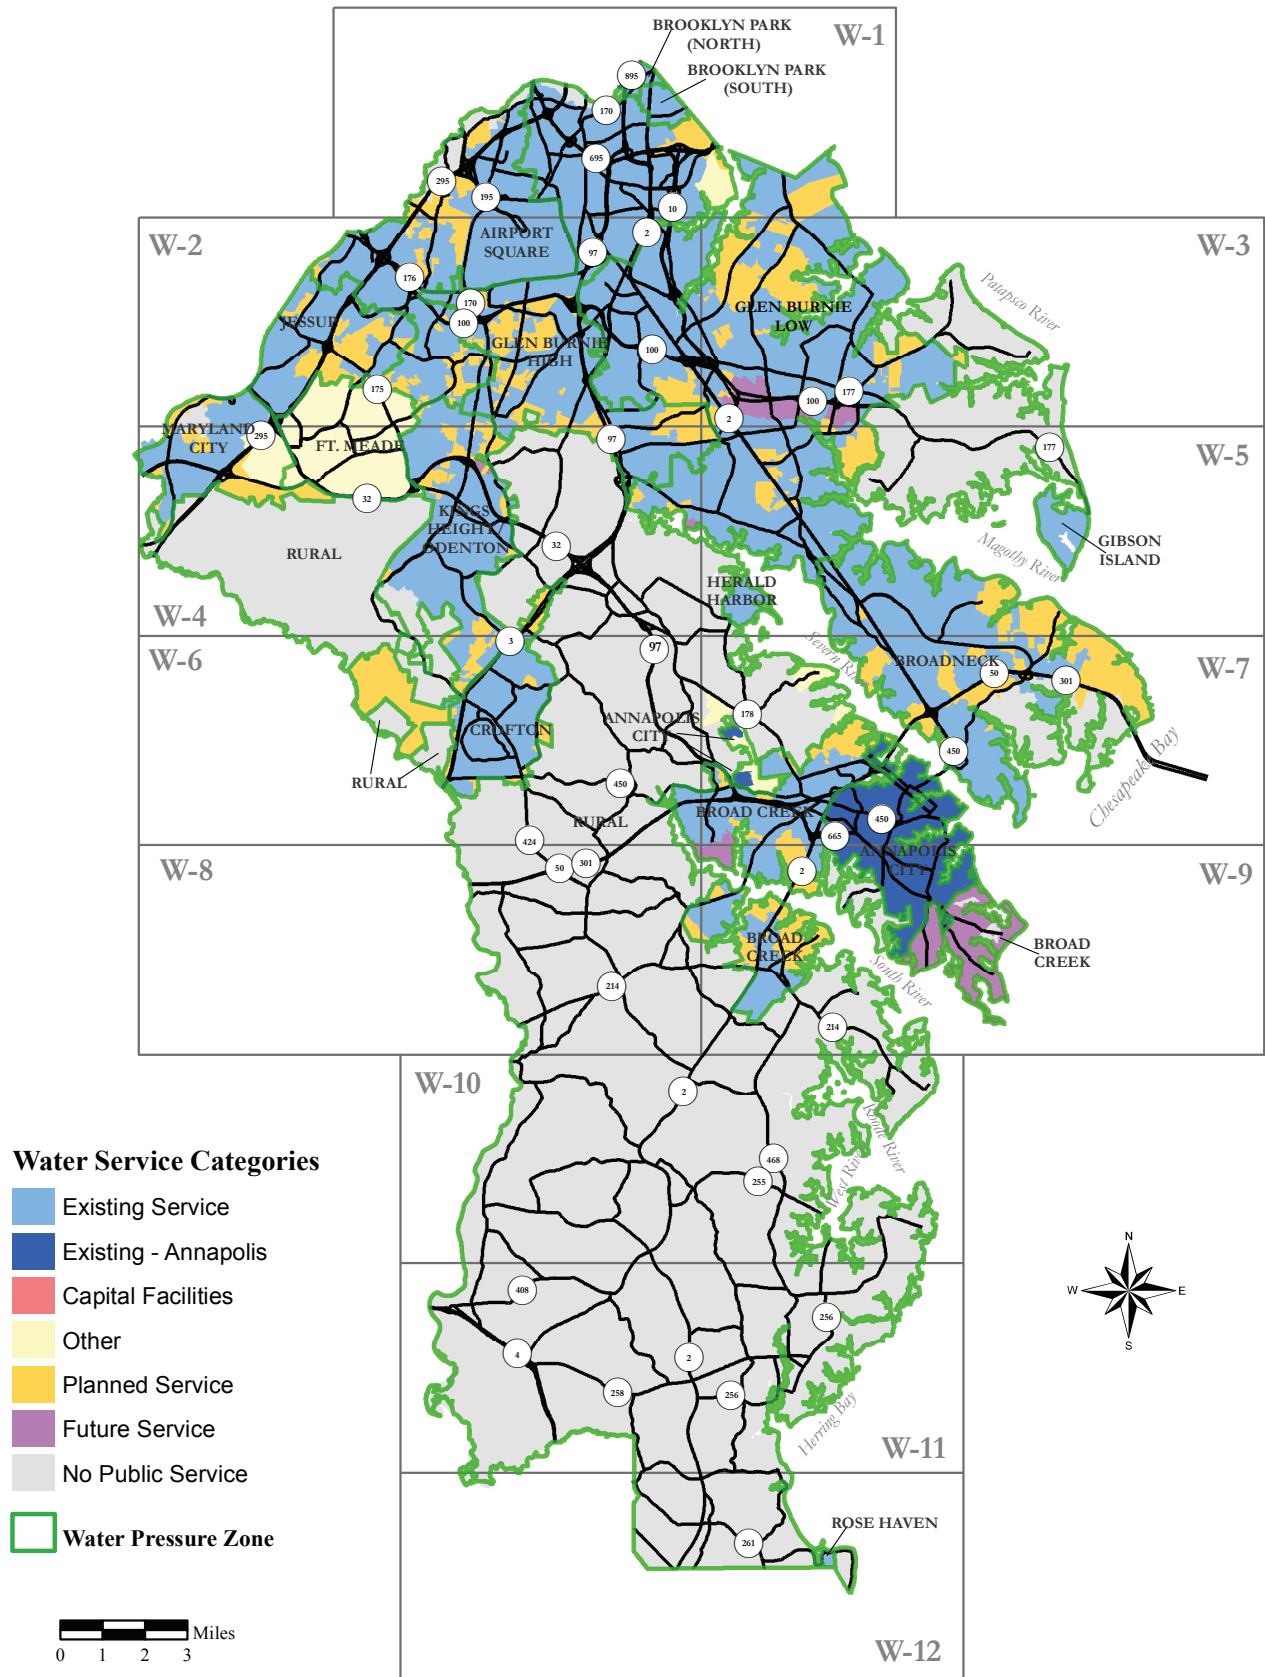 BROOKLYN PARK
(NORTH)
W-1
BROOKLYN PARK
(SOUTH)
895
170
695
295
195
10
W-2
AIRPORT
SQUARE
2
97
W-3
176
170
100
JESSUP
GLEN BURNIE
HIGH
GLEN BURNIE
LOW
Patapsco River
100
175
177
100
2
MARYLAND
CITY
295
FT. MEADE
97
177
W-5
32
KINGS
HEIGHT/
ODENTON
RURAL
32
GIBSON
ISLAND
Magothy River
HERALD
HARBOR
W-4
3
97
Severn River
W-6
BROADNECK
50
301
W-7
178
ANNAPOLIS
CITY
CROFTON
RURAL
450
450
Chesapeake Bay
RURAL
BROAD CREEK
450
665
424
50
301
2
ANNAPOLIS
CITY
W-8
W-9
BROAD
CREEK
BROAD
CREEK
South River
214
214
W-10
2
Rhode River
468
255
West River
Water Service Categories
Existing Service
Existing - Annapolis
Capital Facilities
Other
Planned Service
Future Service
No Public Service
Water Pressure Zone
N
W
E
S
408
256
4
2
258
256
Herring Bay
W-11
ROSE HAVEN
261
Miles
0 1 2 3
W-12